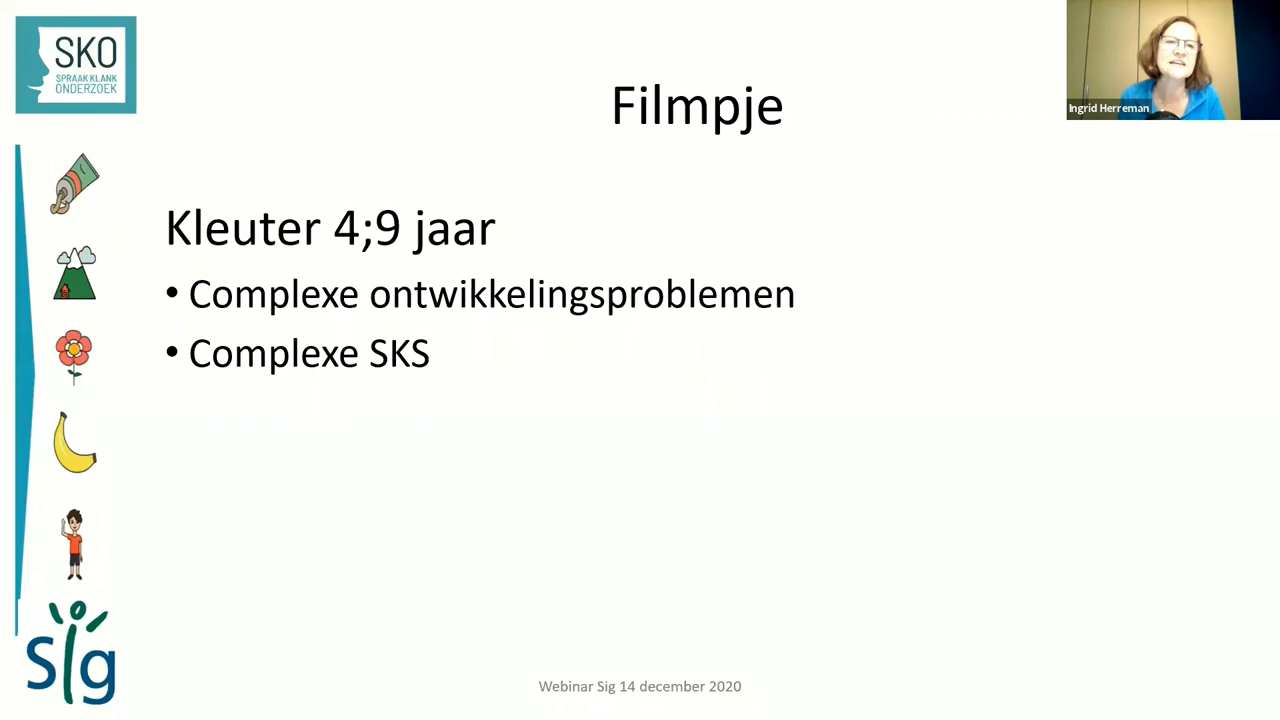 SKO
SPRAAK KLANK
ONDERZOEK
Ingrid Herreman
Filmpje
Kleuter 4;9 jaar
• Complexe ontwikkelingsproblemen
• Complexe SKS
sig
Webinar Sig 14 december 2020